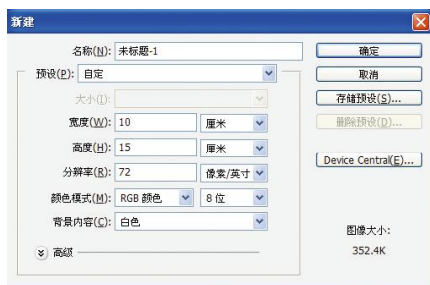 新建
名称(N): 未标题-1
确定
预设(P): 自定
取消
大小(I):
存储预设(S)...
宽度(W): 10 厘米
删除预设(D)...
高度(H): 15 厘米
Device Central(E)...
分辨率(R): 72 像素/英寸
颜色模式(M): RGB 颜色 8 位
背景内容(C): 白色
图像大小:
高级
352.4K